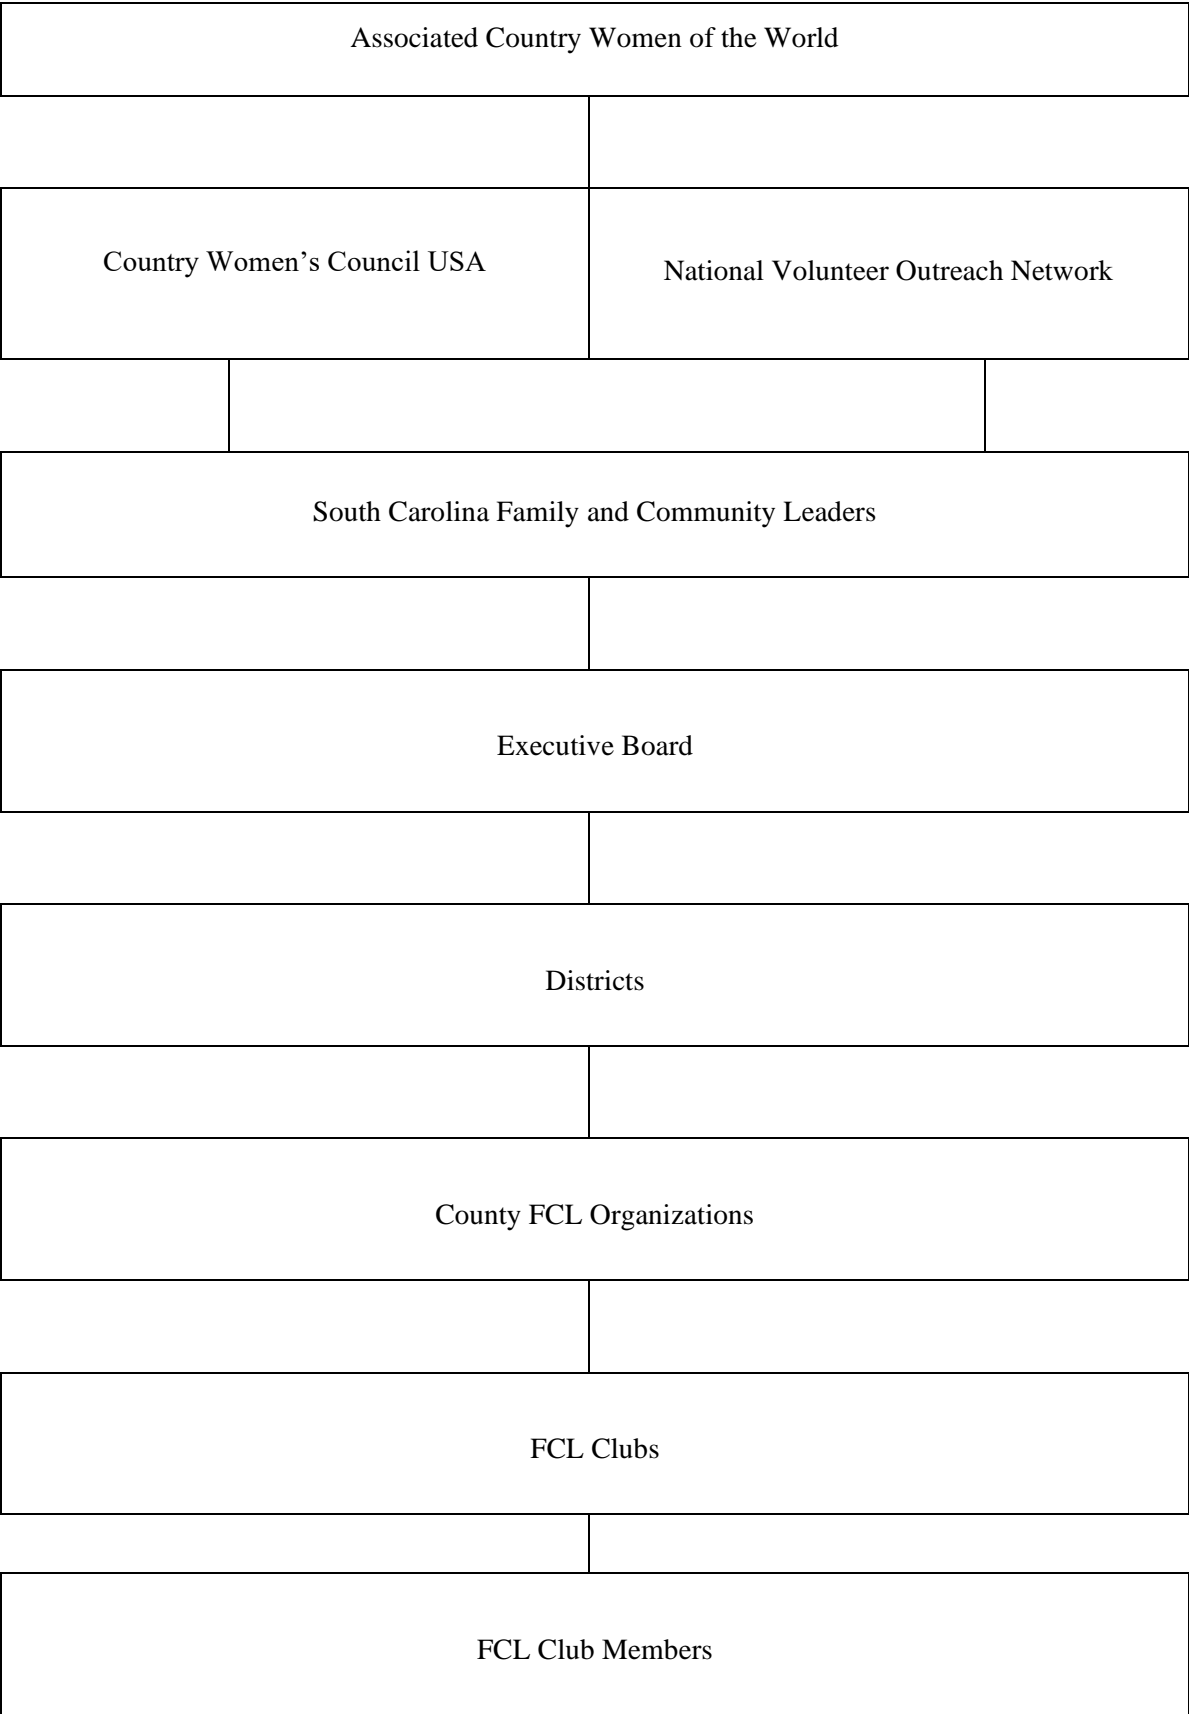 Associated Country Women of the World
Country Women’s Council USA
National Volunteer Outreach Network
South Carolina Family and Community Leaders
Executive Board
Districts
County FCL Organizations
FCL Clubs
FCL Club Members